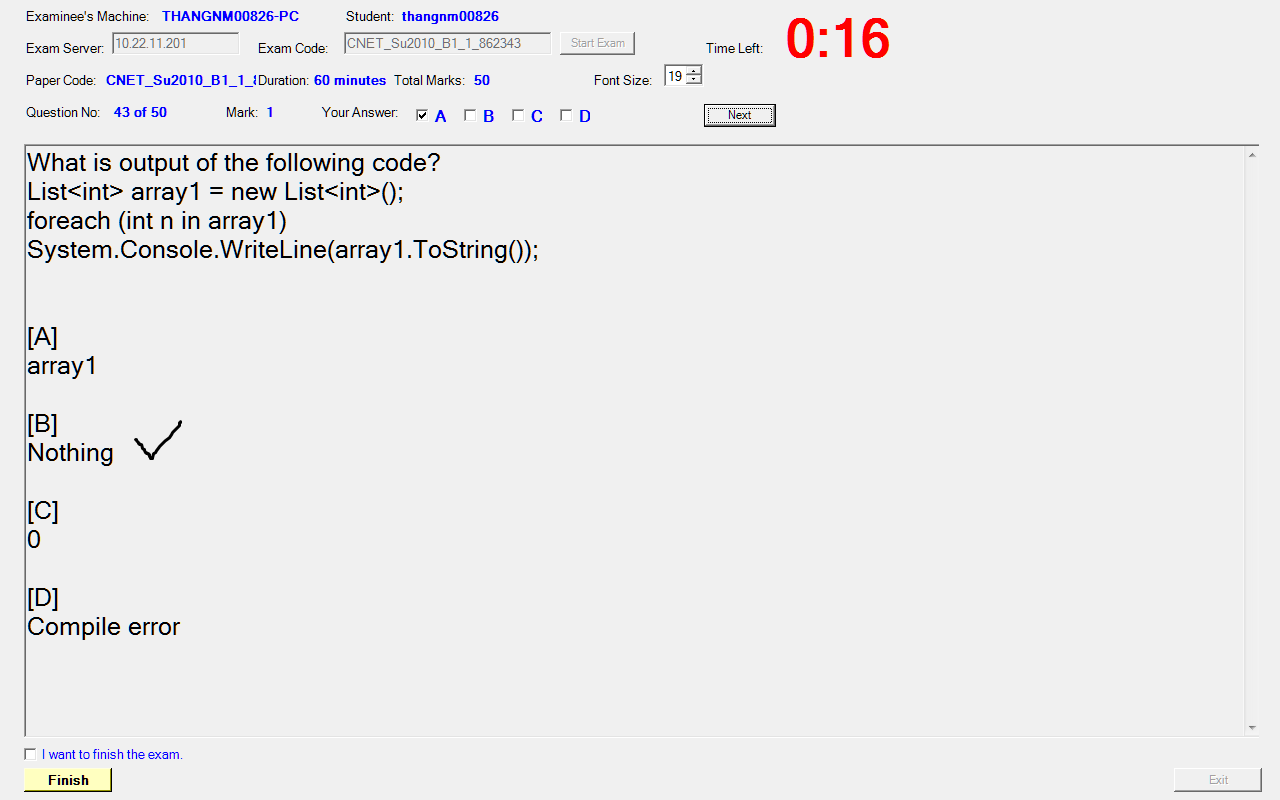 Examinee's Machine: THANGNM00826-PC Student: thangnm00826
Exam Server: 10.22.11.201 Exam Code: CNET_Su2010_B1_1_862343 Start Exam Time Left: 0:16
Paper Code: CNET_Su2010_B1_1_ Duration: 60 minutes Total Marks: 50 Font Size: 19
Question No: 43 of 50 Mark: 1 Your Answer: A B C D Next
What is output of the following code?
List<int> array1 = new List<int>();
foreach (int n in array1)
System.Console.WriteLine(array1.ToString());
[A]
array1
[B]
Nothing
[C]
0
[D]
Compile error
I want to finish the exam.
Finish Exit